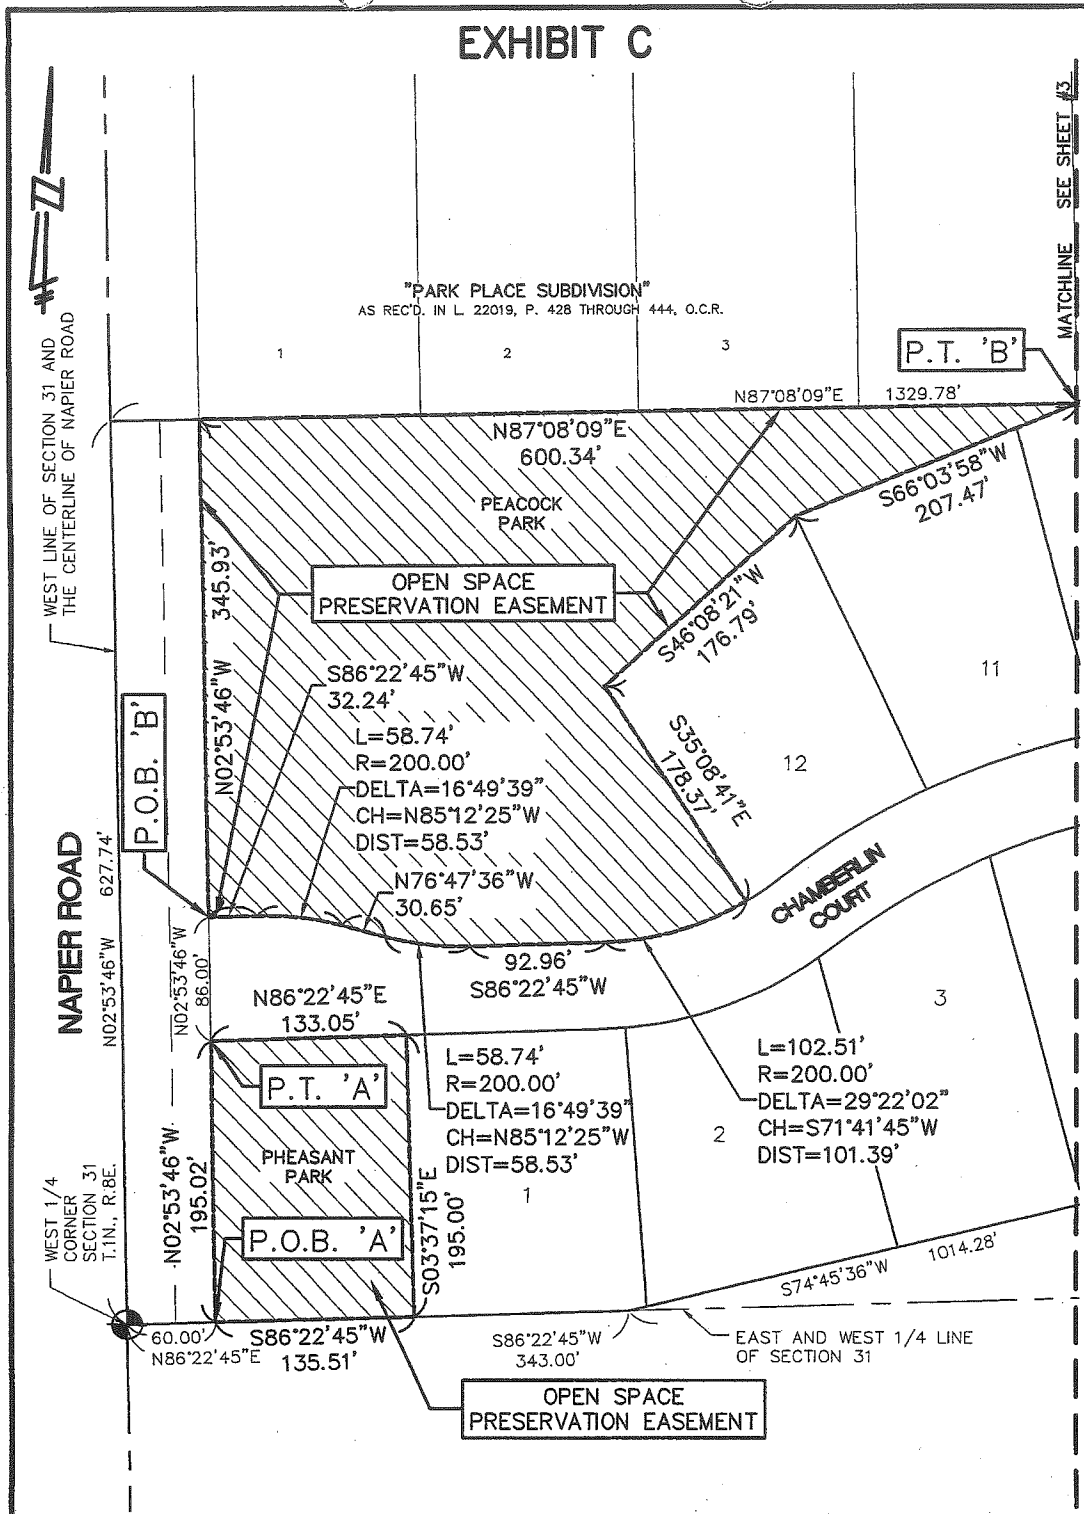 EXHIBIT C
MATCHLINE SEE SHEET #3
N
WEST LINE OF SECTION 31 AND
THE CENTERLINE OF NAPIER ROAD
"PARK PLACE SUBDIVISION"
AS REC'D. IN L. 22019, P. 428 THROUGH 444, O.C.R.
1
2
3
P.T. 'B'
N87°08'09"E 1329.78'
N87°08'09"E
600.34'
PEACOCK
PARK
S66°03'58"W
207.47'
345.93'
N02°53'46"W
OPEN SPACE
PRESERVATION EASEMENT
S46°08'21"W
176.79'
11
S86°22'45"W
32.24'
S35°08'41"E
178.37'
12
P.O.B. 'B'
L=58.74'
R=200.00'
DELTA=16°49'39"
CH=N85°12'25"W
DIST=58.53'
N76°47'36"W
30.65'
CHAMBERLIN
COURT
NAPIER ROAD
N02°53'46"W 627.74'
N02°53'46"W
86.00'
92.96'
S86°22'45"W
N86°22'45"E
133.05'
3
P.T. 'A'
L=58.74'
R=200.00'
DELTA=16°49'39"
CH=N85°12'25"W
DIST=58.53'
L=102.51'
R=200.00'
DELTA=29°22'02"
CH=S71°41'45"W
DIST=101.39'
2
1
PHEASANT
PARK
N02°53'46"W
195.02'
S03°37'15"E
195.00'
WEST 1/4
CORNER
SECTION 31
T.1N., R.8E.
P.O.B. 'A'
S74°45'36"W 1014.28'
60.00'
N86°22'45"E
S86°22'45"W
135.51'
S86°22'45"W
343.00'
EAST AND WEST 1/4 LINE
OF SECTION 31
OPEN SPACE
PRESERVATION EASEMENT